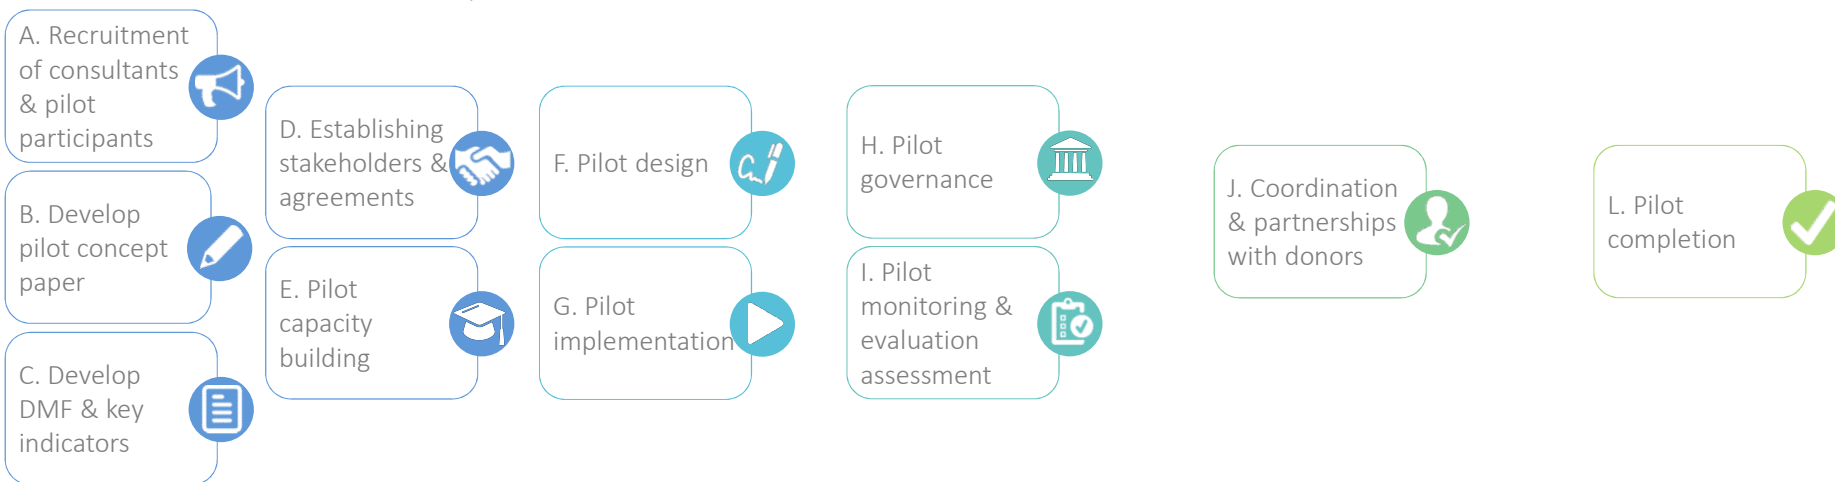 A. Recruitment
of consultants
& pilot
participants
B. Develop
pilot concept
paper
C. Develop
DMF & key
indicators
D. Establishing
stakeholders &
agreements
E. Pilot
capacity
building
F. Pilot design
G. Pilot
implementation
H. Pilot
governance
I. Pilot
monitoring &
evaluation
assessment
J. Coordination
& partnerships
with donors
L. Pilot
completion